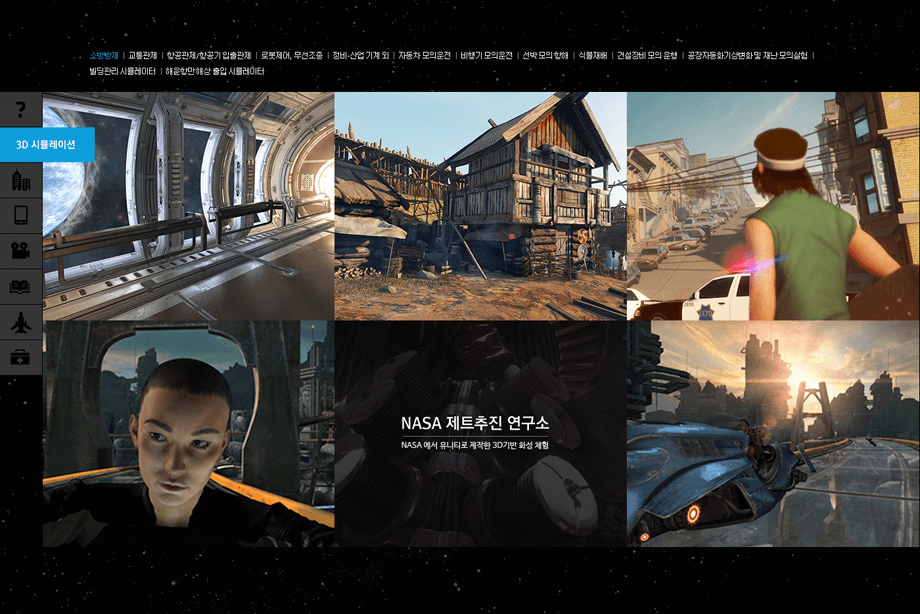 소방방제 | 교통관제 | 항공관제/항공기 입출관제 | 로봇제어, 무선조종 | 정비-산업 기계 외 | 자동차 모의운전 | 비행기 모의운전 | 선박 모의 항해 | 식물재배 | 건설장비 모의 운행 | 공장자동화기상변화 및 재난 모의실험 |
빌딩관리 시뮬레이터 | 해운항만 해상 출입 시뮬레이터
?
3D 시뮬레이션
NASA 제트추진 연구소
NASA 에서 유니티로 제작한 3D기반 화성 체험